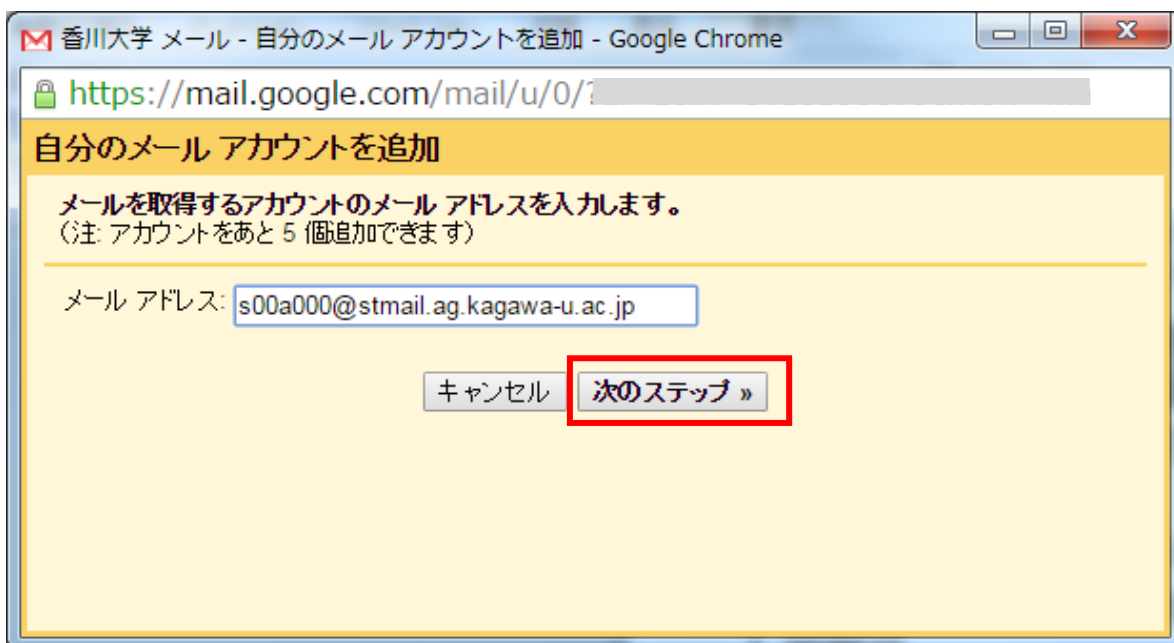 香川大学 メール - 自分のメール アカウントを追加 - Google Chrome
https://mail.google.com/mail/u/0/?
自分のメール アカウントを追加
メールを取得するアカウントのメール アドレスを入力します。
(注: アカウントをあと 5 個追加できます)
メール アドレス: s00a000@stmail.ag.kagawa-u.ac.jp
キャンセル 次のステップ »